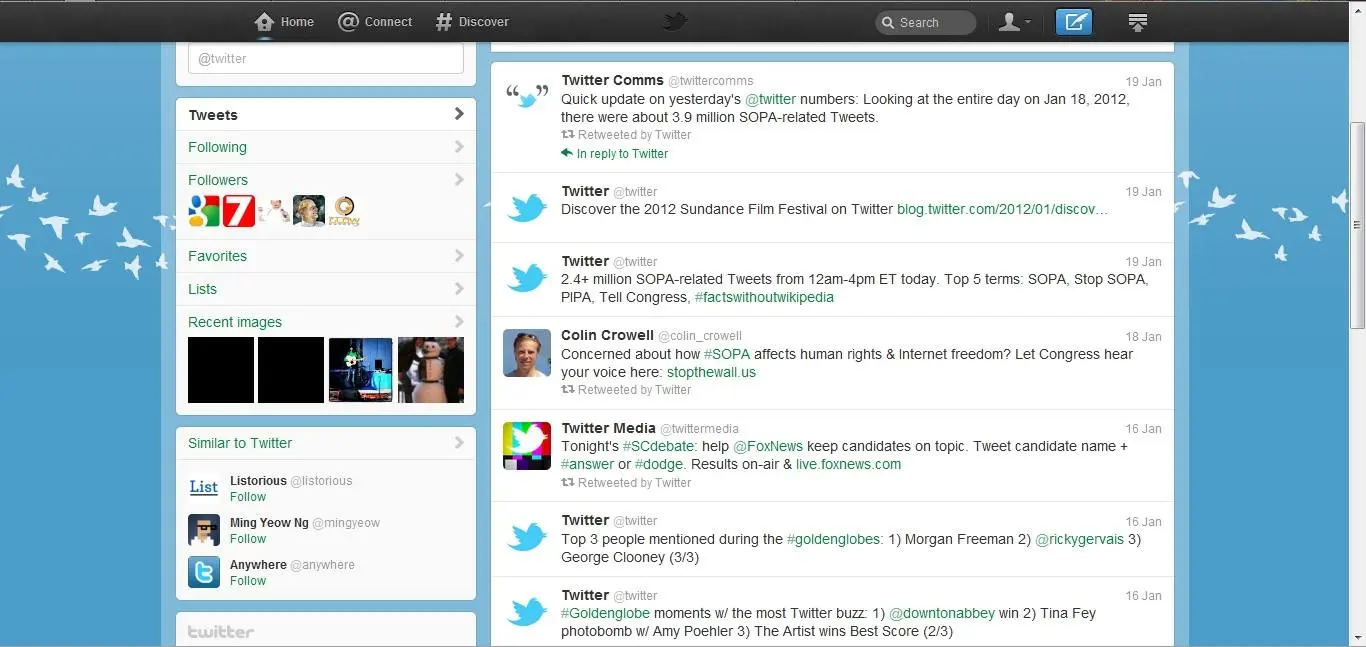 Home
Connect
Discover
Search
@twitter
Tweets
Following
Followers
7
Favorites
Lists
Recent images
Similar to Twitter
List
Listorious @listorious
Follow
Ming Yeow Ng @mingyeow
Follow
Anywhere @anywhere
Follow
twitter
Twitter Comms @twittercomms
19 Jan
Quick update on yesterday's @twitter numbers: Looking at the entire day on Jan 18, 2012,
there were about 3.9 million SOPA-related Tweets.
Retweeted by Twitter
In reply to Twitter
Twitter @twitter
19 Jan
Discover the 2012 Sundance Film Festival on Twitter blog.twitter.com/2012/01/discov…
Twitter @twitter
19 Jan
2.4+ million SOPA-related Tweets from 12am-4pm ET today. Top 5 terms: SOPA, Stop SOPA,
PIPA, Tell Congress, #factswithoutwikipedia
Colin Crowell @colin_crowell
18 Jan
Concerned about how #SOPA affects human rights & Internet freedom? Let Congress hear
your voice here: stopthewall.us
Retweeted by Twitter
Twitter Media @twittermedia
16 Jan
Tonight's #SCdebate: help @FoxNews keep candidates on topic. Tweet candidate name +
#answer or #dodge. Results on-air & live.foxnews.com
Retweeted by Twitter
Twitter @twitter
16 Jan
Top 3 people mentioned during the #goldenglobes: 1) Morgan Freeman 2) @rickygervais 3)
George Clooney (3/3)
Twitter @twitter
16 Jan
#Goldenglobe moments w/ the most Twitter buzz: 1) @downtonabbey win 2) Tina Fey
photobomb w/ Amy Poehler 3) The Artist wins Best Score (2/3)